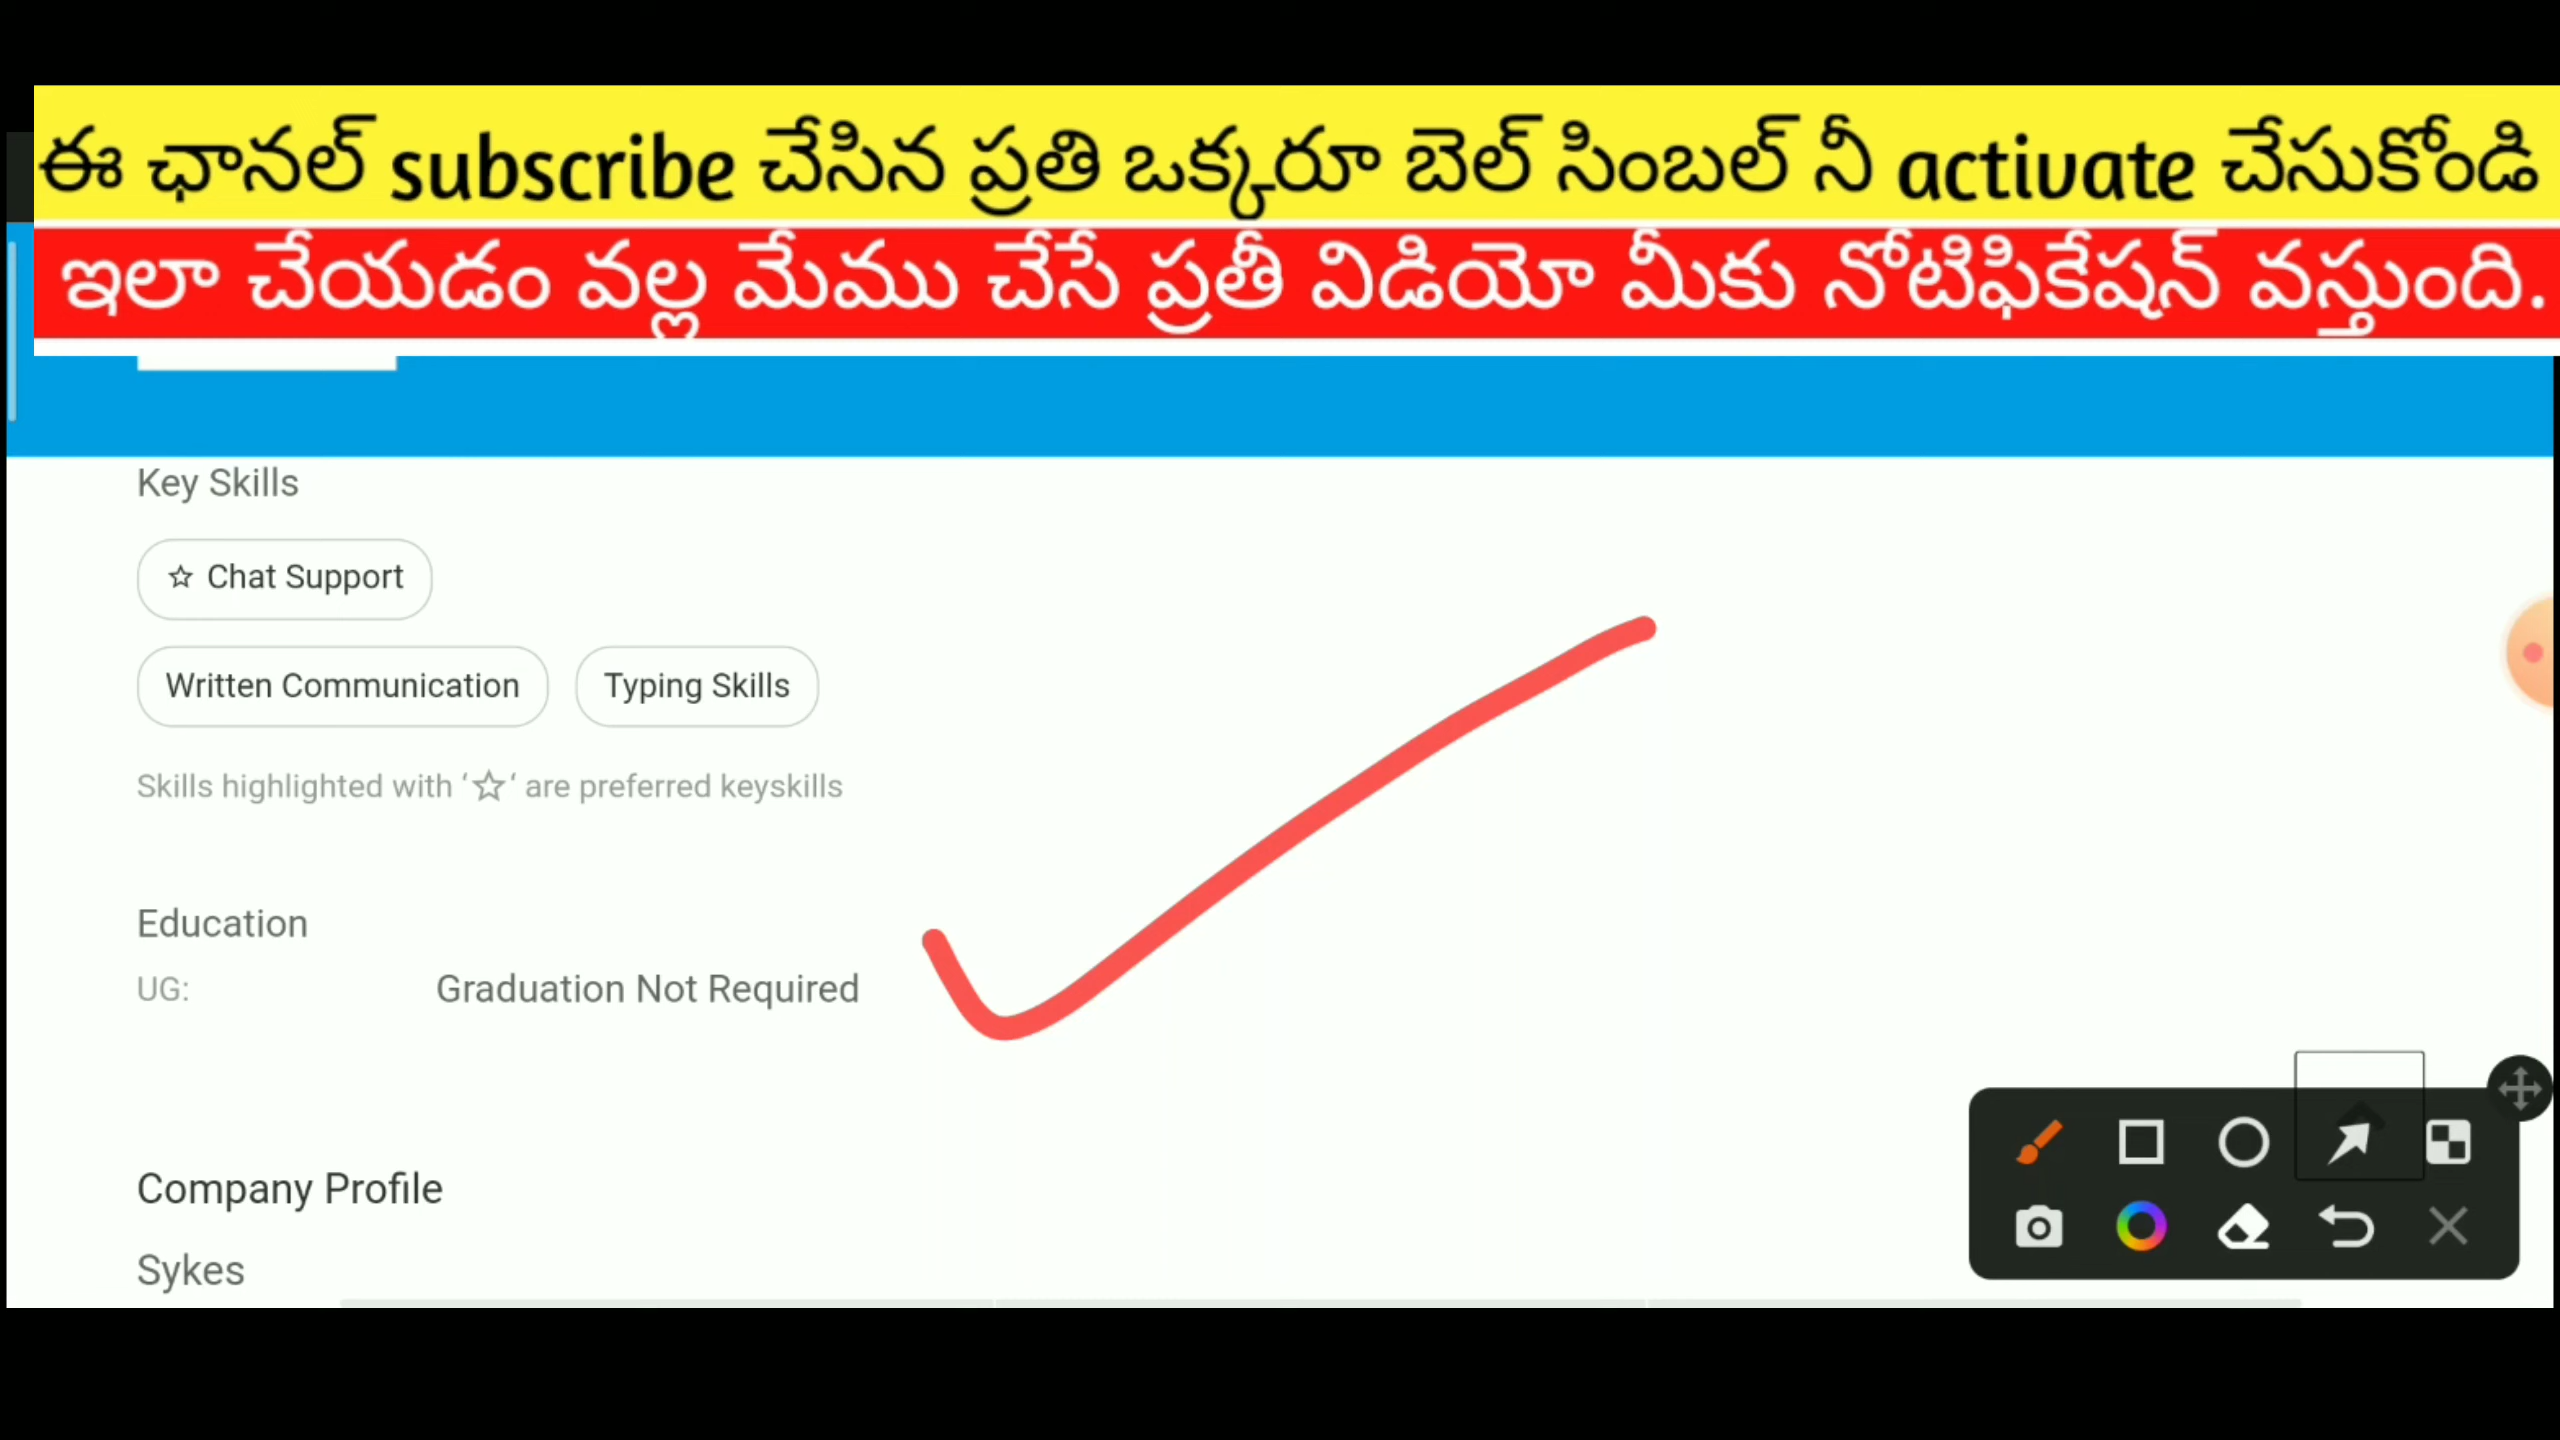 ఈ ఛానల్ subscribe చేసిన ప్రతి ఒక్కరూ బెల్ సింబల్ నీ activate చేసుకోండి
ఇలా చేయడం వల్ల మేము చేసే ప్రతీ విడియో మీకు నోటిఫికేషన్ వస్తుంది.
Key Skills
☆ Chat Support
Written Communication Typing Skills
Skills highlighted with ‘☆‘ are preferred keyskills
Education
UG: Graduation Not Required
Company Profile
Sykes